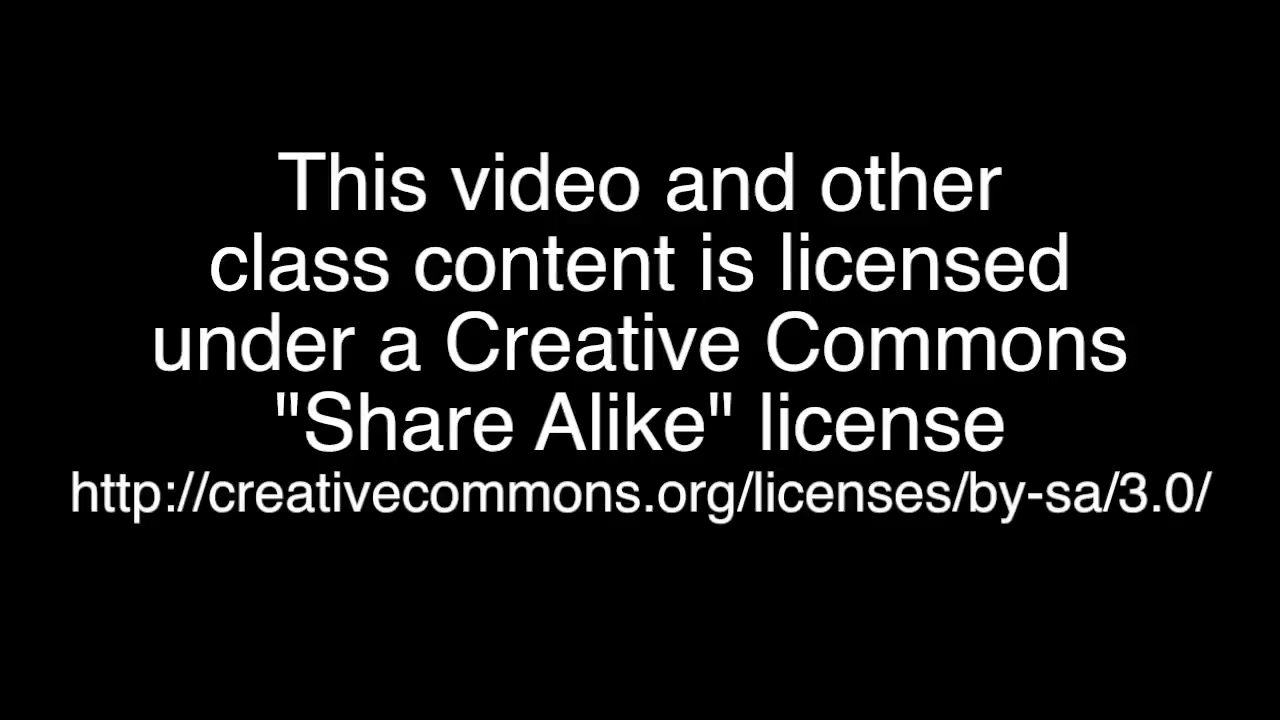 This video and other
class content is licensed
under a Creative Commons
"Share Alike" license
http://creativecommons.org/licenses/by-sa/3.0/